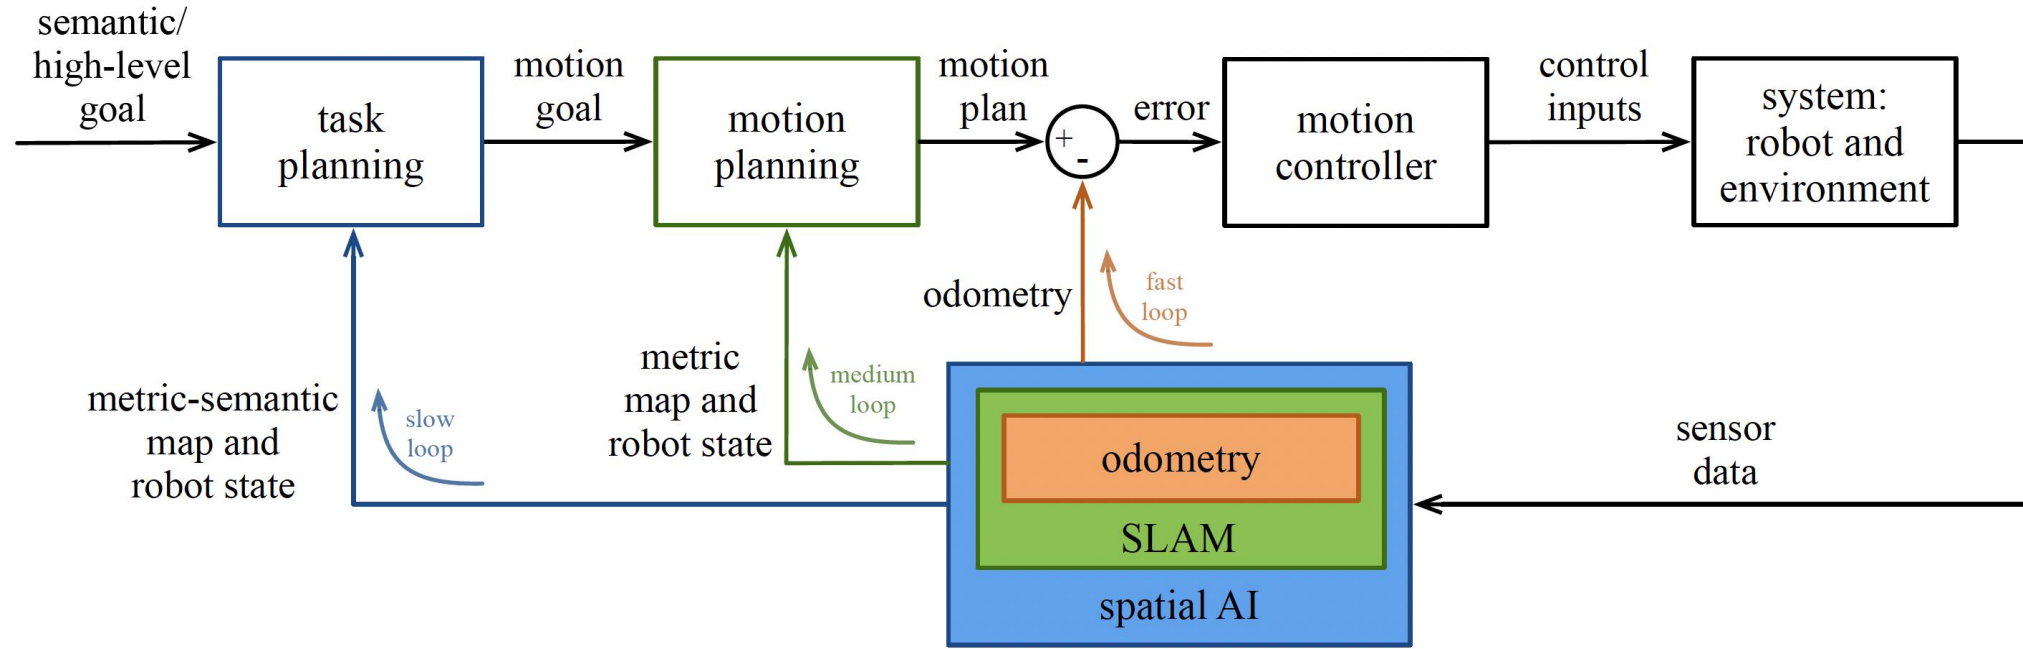 semantic/
high-level
goal
task
planning
motion
goal
motion
planning
motion
plan
+
-
error
motion
controller
control
inputs
system:
robot and
environment
odometry
fast
loop
metric
map and
robot state
medium
loop
metric-semantic
map and
robot state
slow
loop
odometry
SLAM
spatial AI
sensor
data